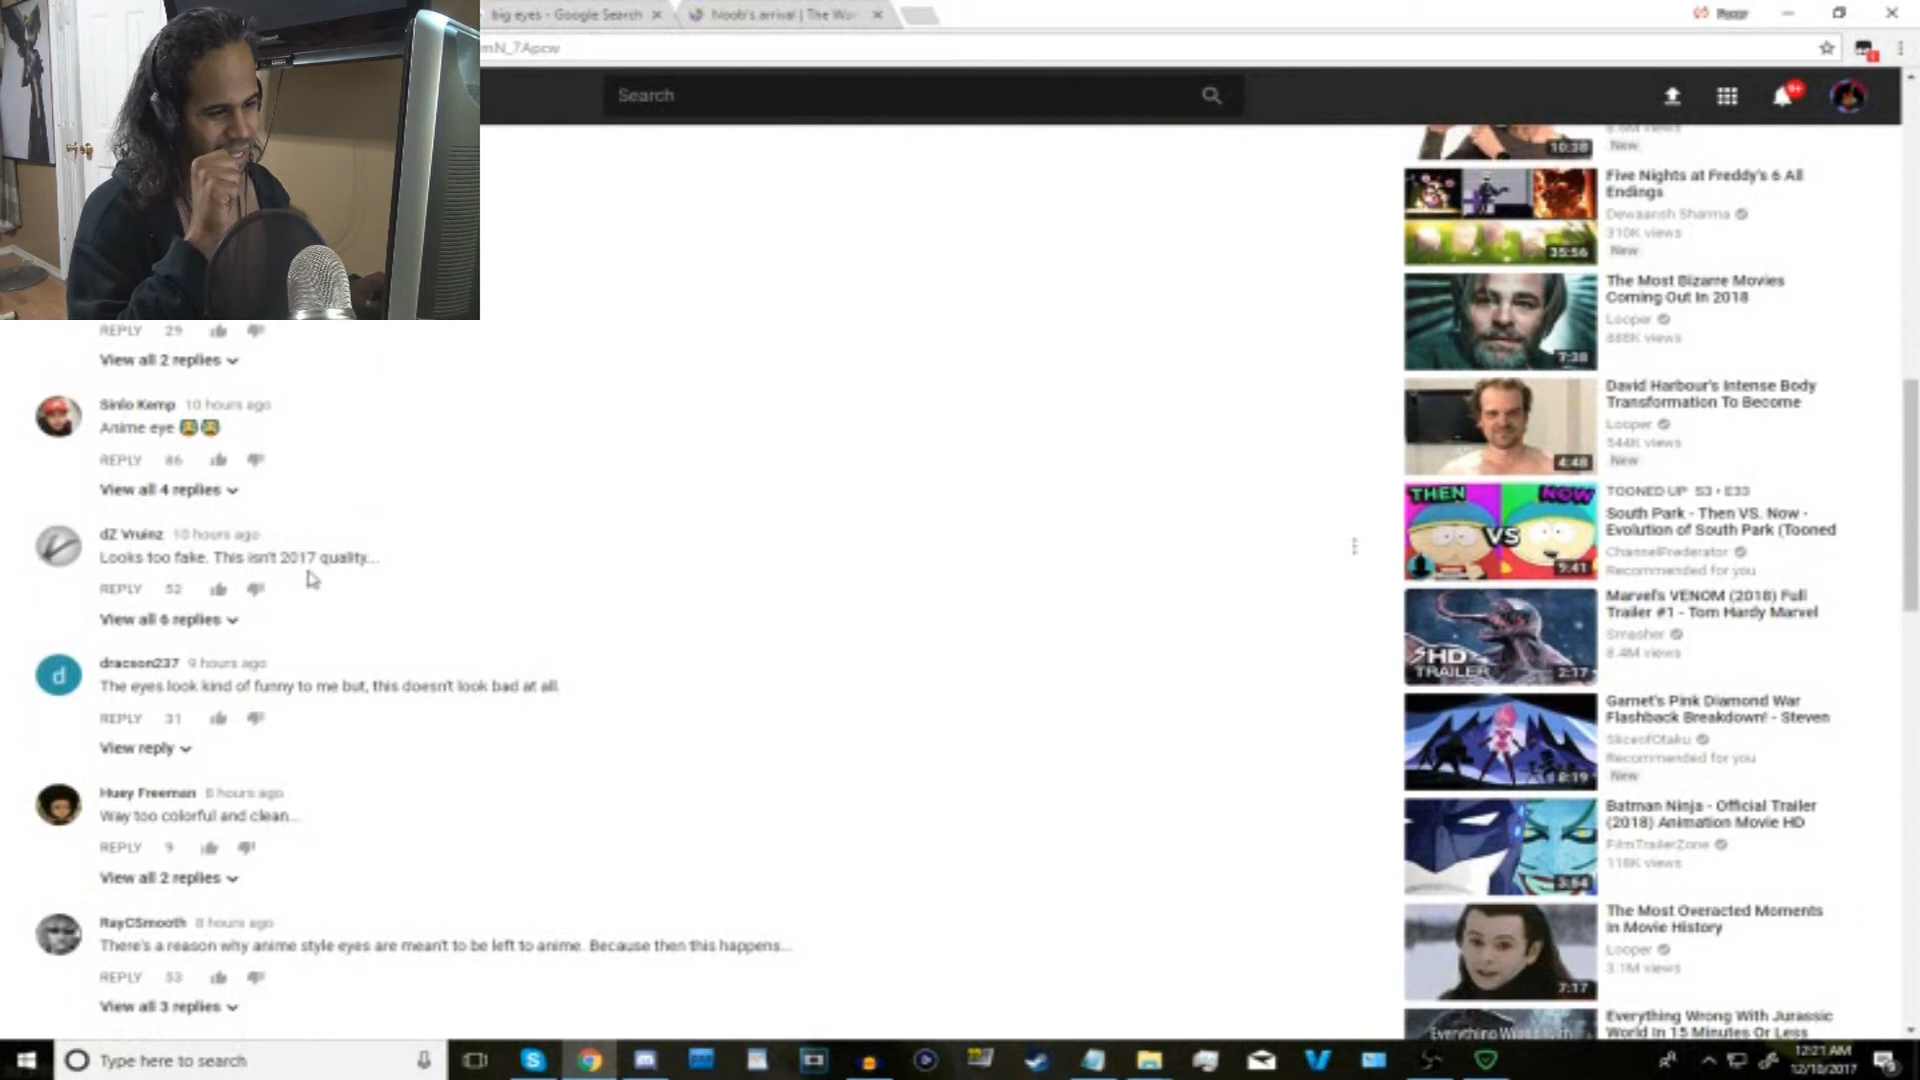 big eyes - Google Search
Noob's arrival | The Wo
mN_7Apcw
Search
9+
8.6M views
10:38
New
Five Nights at Freddy's 6 All
Endings
Dewaansh Sharma
310K views
35:56
New
The Most Bizarre Movies
Coming Out In 2018
Looper
888K views
7:38
David Harbour's Intense Body
Transformation To Become
Looper
544K views
4:48
New
THEN
NOW
VS
9:41
TOONED UP S3 • E33
South Park - Then VS. Now -
Evolution of South Park (Tooned
ChannelFrederator
Recommended for you
HD
TRAILER
2:17
Marvel's VENOM (2018) Full
Trailer #1 - Tom Hardy Marvel
Smasher
8.4M views
8:19
Garnet's Pink Diamond War
Flashback Breakdown! - Steven
SliceofOtaku
Recommended for you
New
Batman Ninja - Official Trailer
(2018) Animation Movie HD
FilmTrailerZone
118K views
The Most Overacted Moments
In Movie History
Looper
3.1M views
7:17
Everything Wrong With
Everything Wrong With Jurassic
World In 15 Minutes Or Less
REPLY 29
View all 2 replies
Sinlo Kemp 10 hours ago
Anime eye
REPLY 86
View all 4 replies
dZ Vruinz 10 hours ago
Looks too fake. This isn't 2017 quality...
REPLY 52
View all 6 replies
d
dracson237 9 hours ago
The eyes look kind of funny to me but, this doesn't look bad at all.
REPLY 31
View reply
Huey Freeman 8 hours ago
Way too colorful and clean...
REPLY 9
View all 2 replies
RayCSmooth 8 hours ago
There's a reason why anime style eyes are mean't to be left to anime. Because then this happens...
REPLY 53
View all 3 replies
Type here to search
12:21 AM
12/10/2017